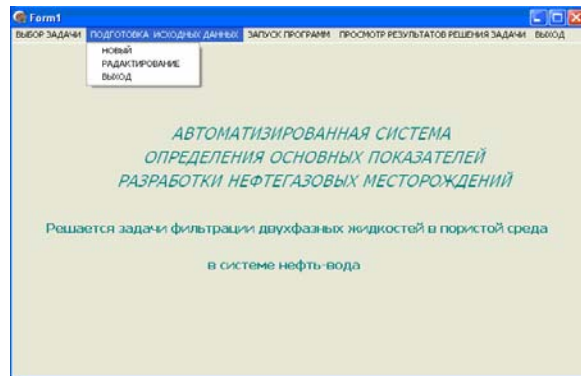 Form1
ВЫБОР ЗАДАЧИ ПОДГОТОВКА ИСХОДНЫХ ДАННЫХ ЗАПУСК ПРОГРАММ ПРОСМОТР РЕЗУЛЬТАТОВ РЕШЕНИЯ ЗАДАЧИ ВЫХОД
НОВЫЙ
РАДАКТИРОВАНИЕ
ВЫХОД
АВТОМАТИЗИРОВАННАЯ СИСТЕМА
ОПРЕДЕЛЕНИЯ ОСНОВНЫХ ПОКАЗАТЕЛЕЙ
РАЗРАБОТКИ НЕФТЕГАЗОВЫХ МЕСТОРОЖДЕНИЙ
Решается задачи фильтрации двухфазных жидкостей в пористой среда
в системе нефть-вода